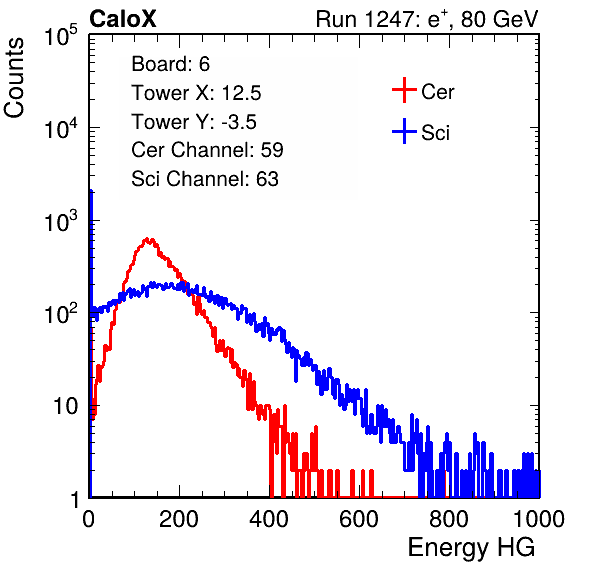 CaloX Run 1247: e⁺, 80 GeV
Counts
Board: 6
Tower X: 12.5
Tower Y: -3.5
Cer Channel: 59
Sci Channel: 63
Cer
Sci
10⁵
10⁴
10³
10²
10
1
0 200 400 600 800 1000
Energy HG